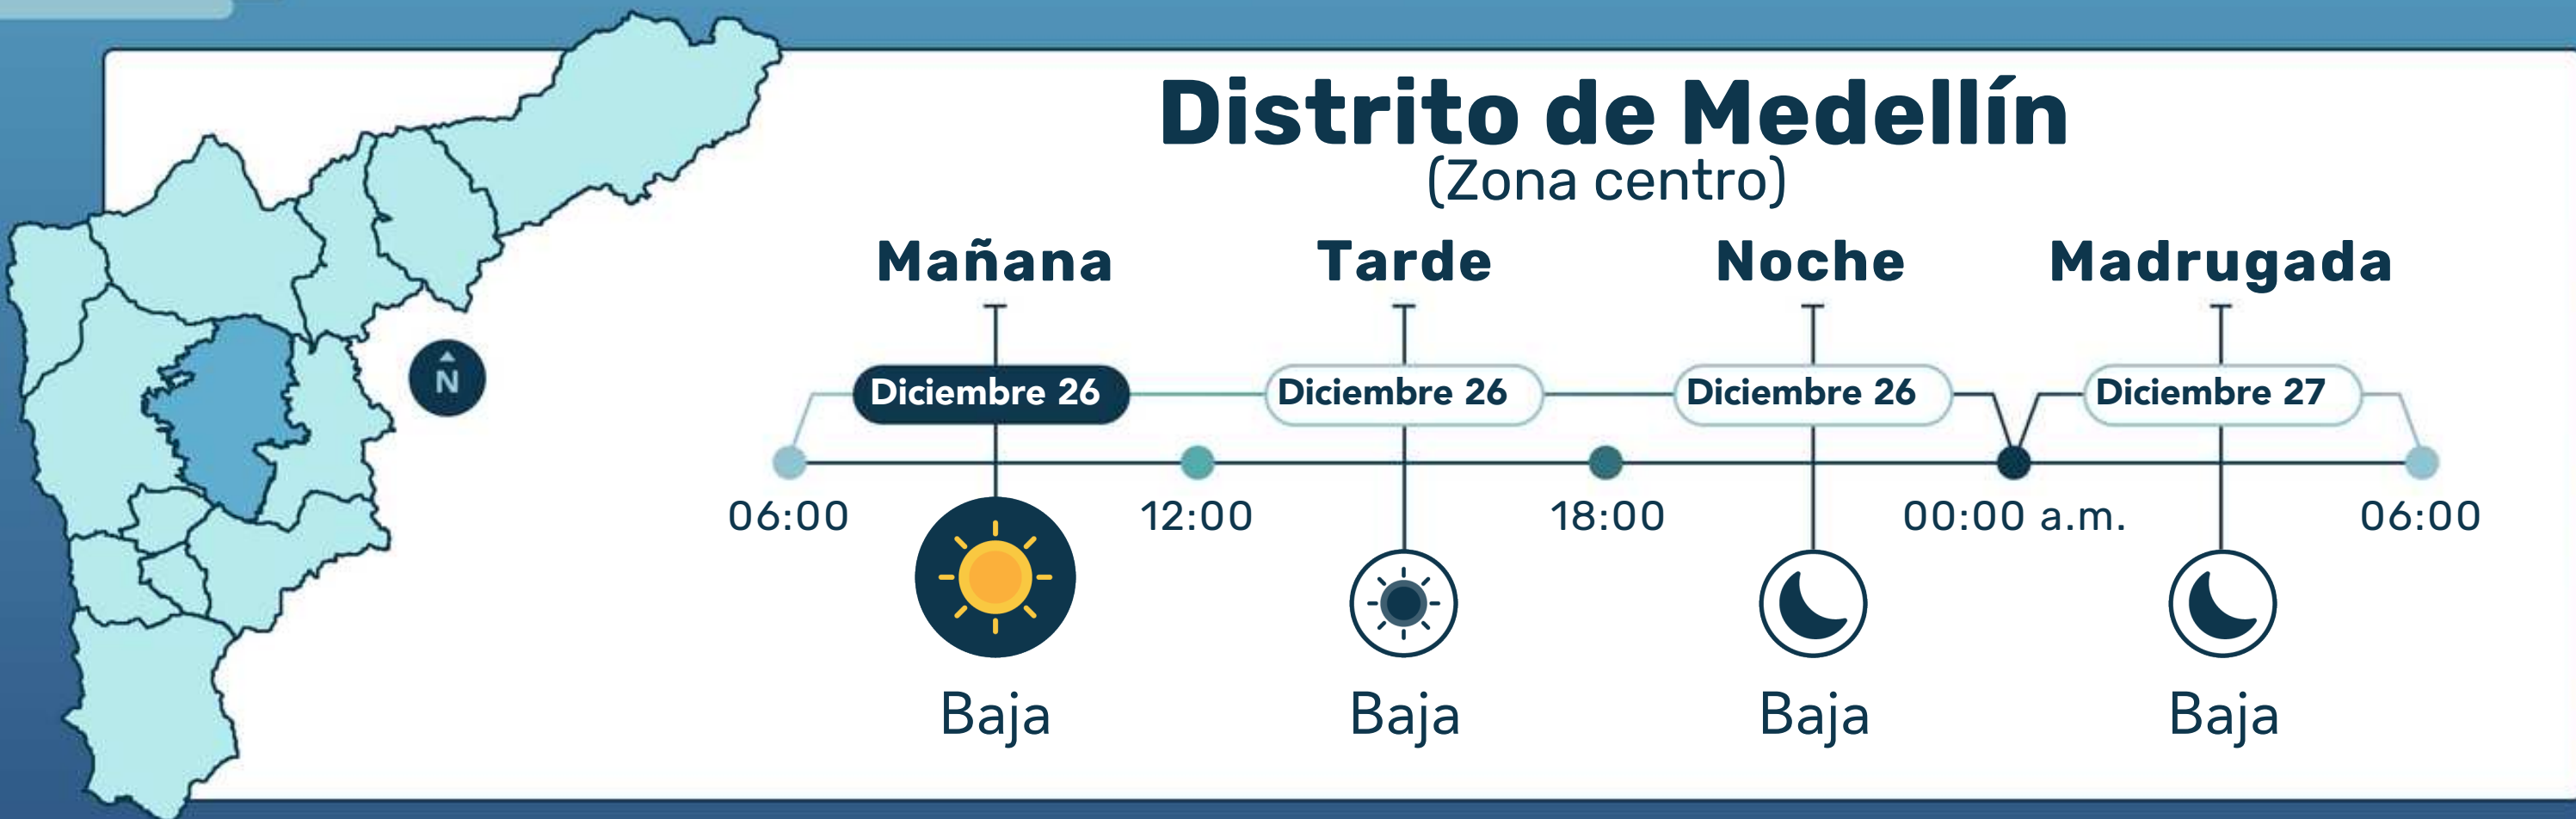 Distrito de Medellín
(Zona centro)
Mañana Tarde Noche Madrugada
Diciembre 26 Diciembre 26 Diciembre 26 Diciembre 27
N
06:00 12:00 18:00 00:00 a.m. 06:00
Baja Baja Baja Baja